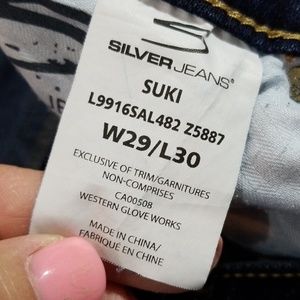 SILVER JEANS®
SUKI
L9916SAL482 Z5887
W29/L30
EXCLUSIVE OF TRIM/GARNITURES
NON-COMPRISES
CA00508
WESTERN GLOVE WORKS
MADE IN CHINA/
FABRIQUE EN CHINE